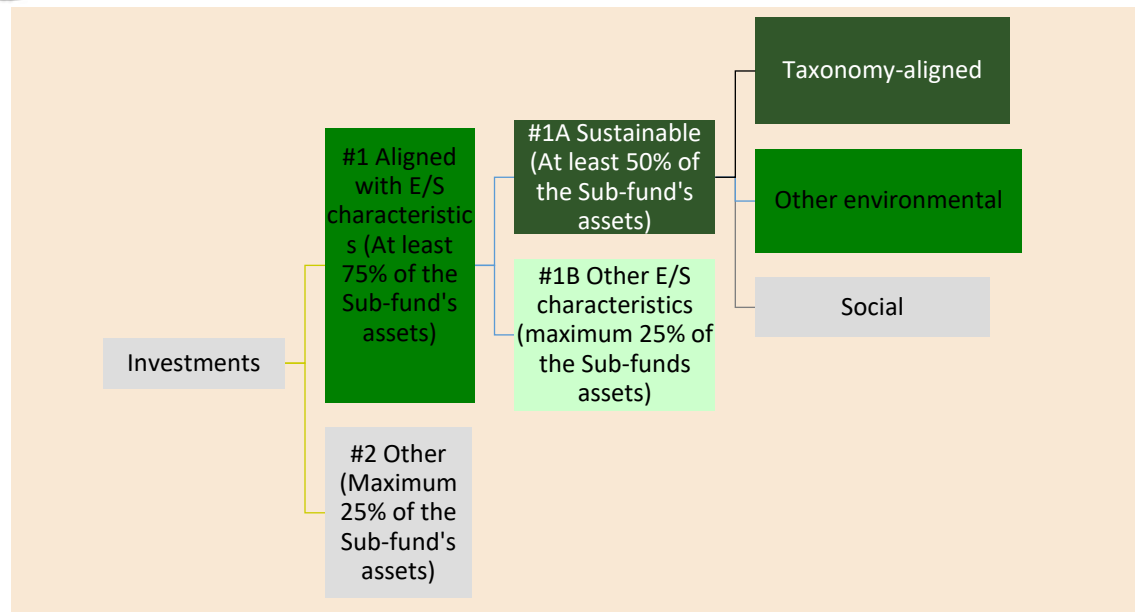 Investments
#1 Aligned
with E/S
characteristic
s (At least
75% of the
Sub-fund's
assets)
#2 Other
(Maximum
25% of the
Sub-fund's
assets)
#1A Sustainable
(At least 50% of
the Sub-fund's
assets)
#1B Other E/S
characteristics
(maximum 25% of
the Sub-funds
assets)
Taxonomy-aligned
Other environmental
Social